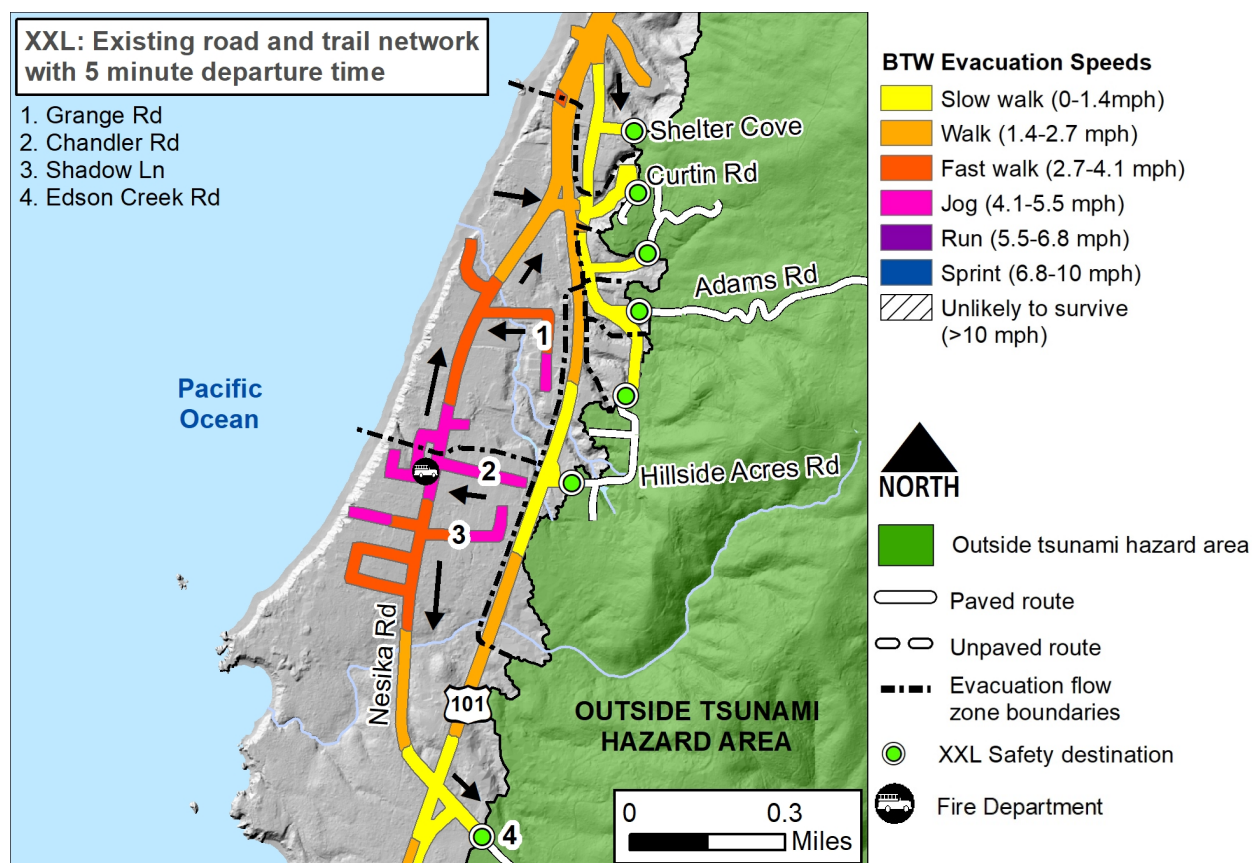 XXL: Existing road and trail network
with 5 minute departure time
1. Grange Rd
2. Chandler Rd
3. Shadow Ln
4. Edson Creek Rd
Shelter Cove
Curtin Rd
Adams Rd
1
Pacific
Ocean
2
Hillside Acres Rd
3
Nesika Rd
101
OUTSIDE TSUNAMI
HAZARD AREA
4
0 0.3
Miles
BTW Evacuation Speeds
Slow walk (0-1.4mph)
Walk (1.4-2.7 mph)
Fast walk (2.7-4.1 mph)
Jog (4.1-5.5 mph)
Run (5.5-6.8 mph)
Sprint (6.8-10 mph)
Unlikely to survive
(>10 mph)
NORTH
Outside tsunami hazard area
Paved route
Unpaved route
Evacuation flow
zone boundaries
XXL Safety destination
Fire Department